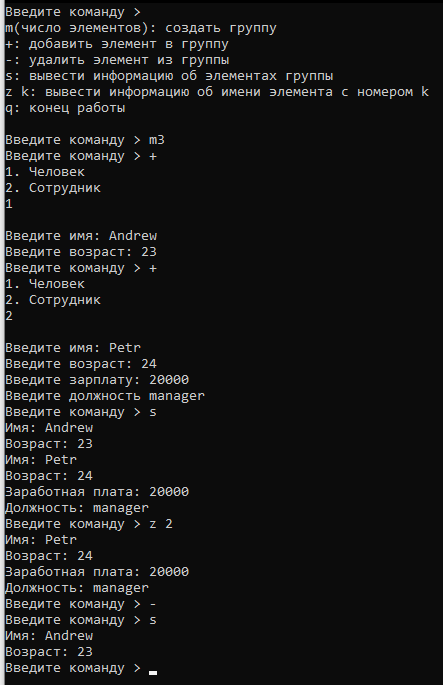 Введите команду >
m(число элементов): создать группу
+: добавить элемент в группу
-: удалить элемент из группы
s: вывести информацию об элементах группы
z k: вывести информацию об имени элемента с номером k
q: конец работы
Введите команду > m3
Введите команду > +
1. Человек
2. Сотрудник
1
Введите имя: Andrew
Введите возраст: 23
Введите команду > +
1. Человек
2. Сотрудник
2
Введите имя: Petr
Введите возраст: 24
Введите зарплату: 20000
Введите должность manager
Введите команду > s
Имя: Andrew
Возраст: 23
Имя: Petr
Возраст: 24
Заработная плата: 20000
Должность: manager
Введите команду > z 2
Имя: Petr
Возраст: 24
Заработная плата: 20000
Должность: manager
Введите команду > -
Введите команду > s
Имя: Andrew
Возраст: 23
Введите команду > _